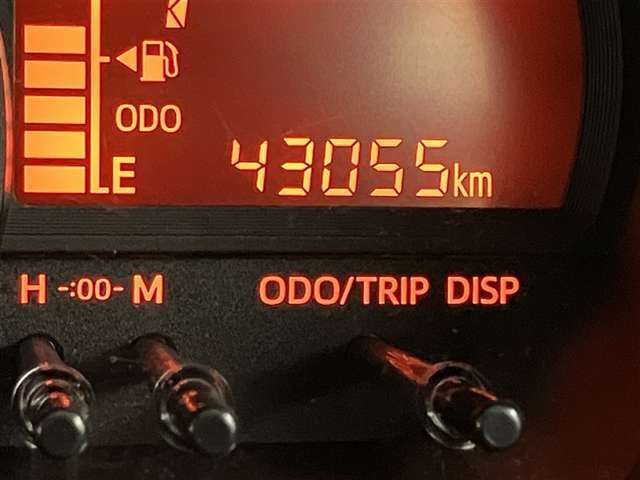 ODO
E
43055km
H -:00- M
ODO/TRIP DISP